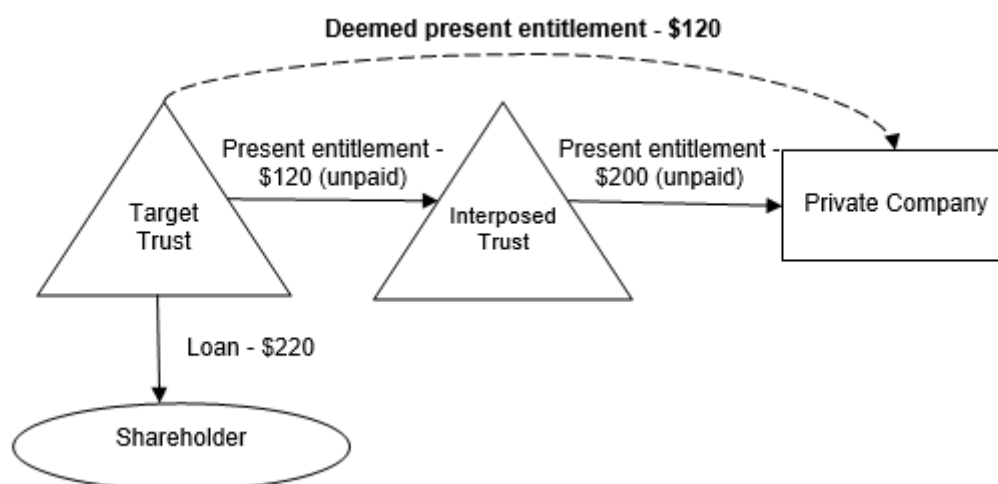 Deemed present entitlement - $120
Present entitlement -
$120 (unpaid)
Present entitlement -
$200 (unpaid)
Target
Trust
Interposed
Trust
Private Company
Loan - $220
Shareholder